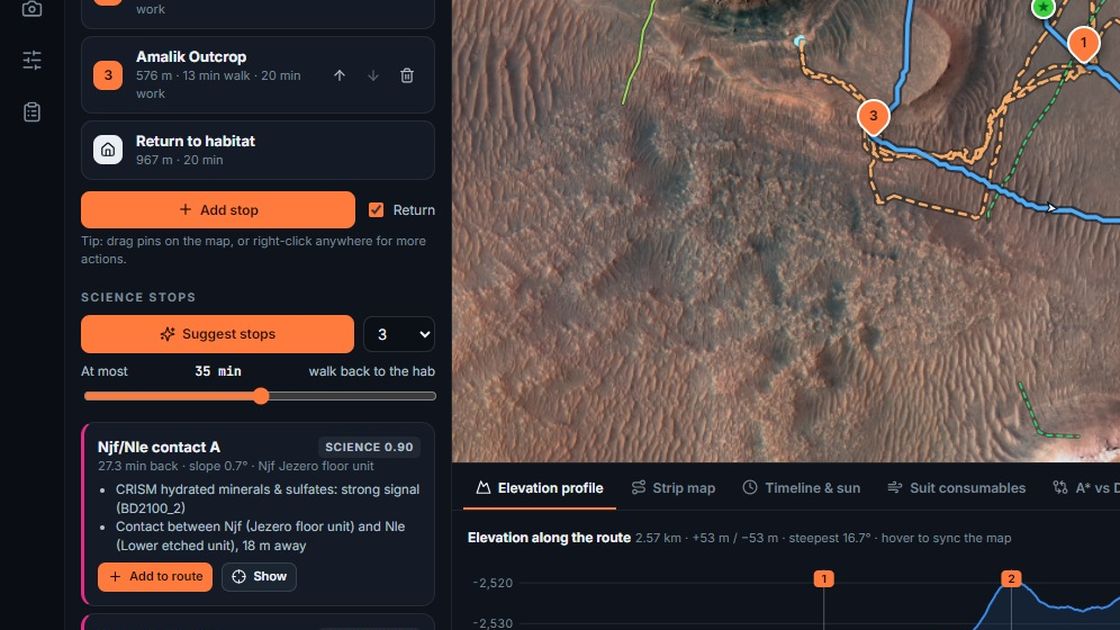 work
3
Amalik Outcrop
576 m · 13 min walk · 20 min
work
Return to habitat
967 m · 20 min
+ Add stop
Return
Tip: drag pins on the map, or right-click anywhere for more
actions.
SCIENCE STOPS
Suggest stops
3
At most
35 min
walk back to the hab
Njf/Nle contact A
SCIENCE 0.90
27.3 min back · slope 0.7° · Njf Jezero floor unit
• CRISM hydrated minerals & sulfates: strong signal
(BD2100_2)
• Contact between Njf (Jezero floor unit) and Nle
(Lower etched unit), 18 m away
+ Add to route
Show
1
3
Elevation profile
Strip map
Timeline & sun
Suit consumables
A* vs D
Elevation along the route 2.57 km · +53 m / −53 m · steepest 16.7° · hover to sync the map
-2,520
-2,530
1
2